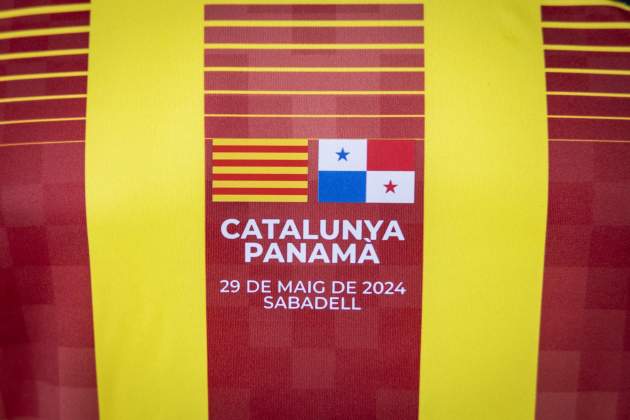 CATALUNYA
PANAMÀ
29 DE MAIG DE 2024
SABADELL